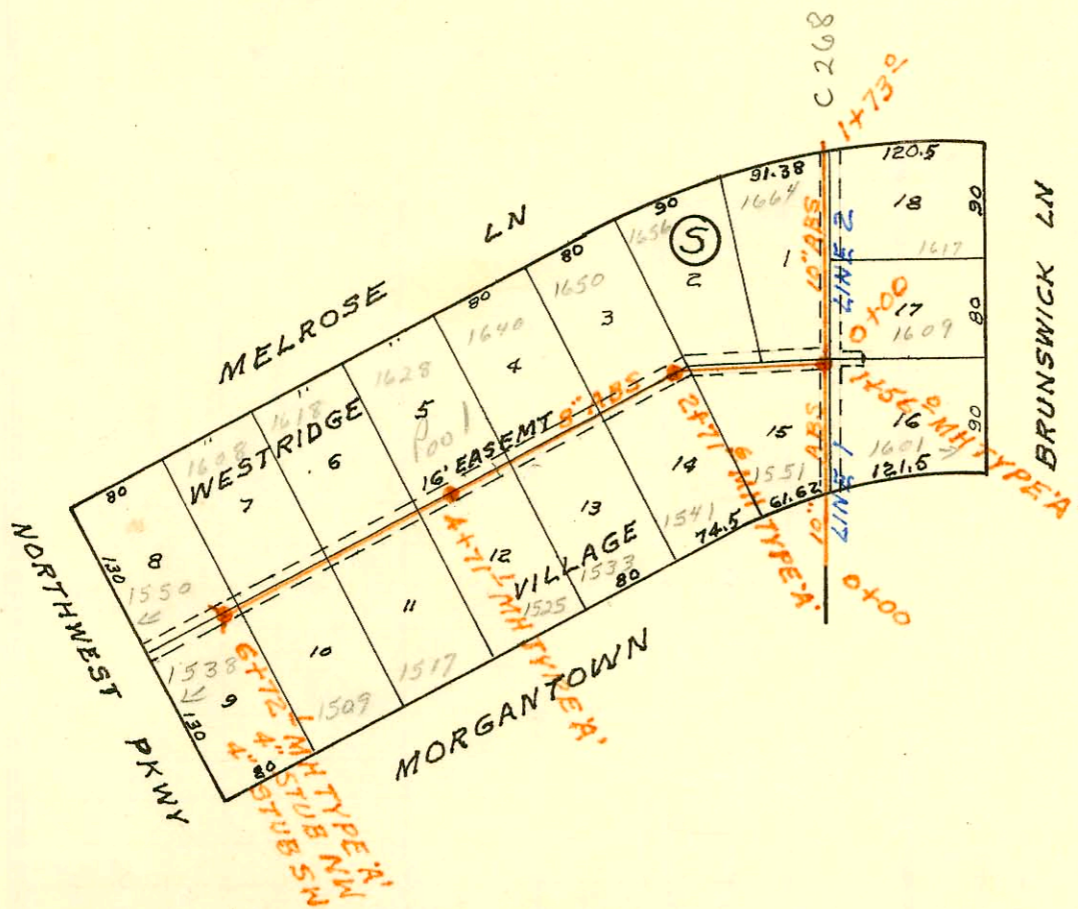 C 268
1+73⁰¹
MELROSE LN
BRUNSWICK LN
NORTHWEST PKWY
MORGANTOWN
WESTRIDGE
VILLAGE
16' EASEMT
8" ABS
10" ABS
10" ABS
LINE 2
LINE 1
0+00
0+00
1+56⁰ MH TYPE 'A'
2+71⁶ MH TYPE 'A'
4+71 - MH TYPE 'A'
6+72 - MH TYPE 'A'
4" STUB NW
4" STUB SW
S
120.5
18
90
1617
17
80
1609
16
90
1601
121.5
91.38
1664
1
90
1656
2
80
1650
3
80
1640
4
"
1628
5
Pool
"
1618
6
"
1608
7
80
8
130
1550
1538
9
130
80
10
1509
11
1517
12
1525
13
1533
80
14
1541
74.5
15
1551
61.62